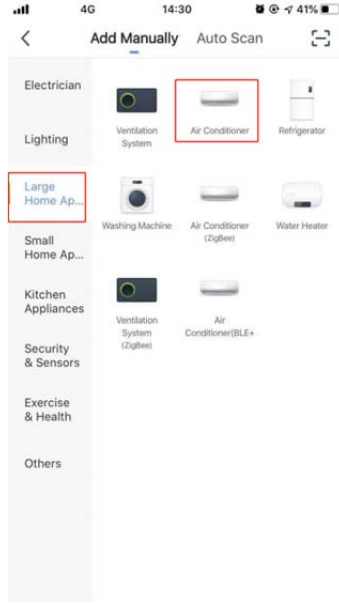 4G 14:30 41%
Add Manually Auto Scan
Electrician
Lighting
Large
Home Ap...
Small
Home Ap...
Kitchen
Appliances
Security
& Sensors
Exercise
& Health
Others
Ventilation
System
Air Conditioner
Refrigerator
Washing Machine
Air Conditioner
(ZigBee)
Water Heater
Ventilation
System
(ZigBee)
Air
Conditioner(BLE+